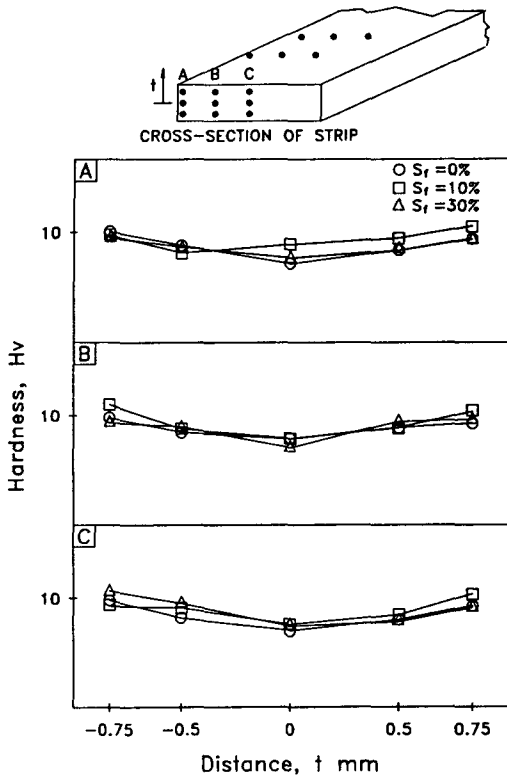 A B C
t
CROSS-SECTION OF STRIP
A
○ Sf = 0%
□ Sf = 10%
△ Sf = 30%
10
B
10
C
10
Hardness, Hv
-0.75 -0.5 0 0.5 0.75
Distance, t mm